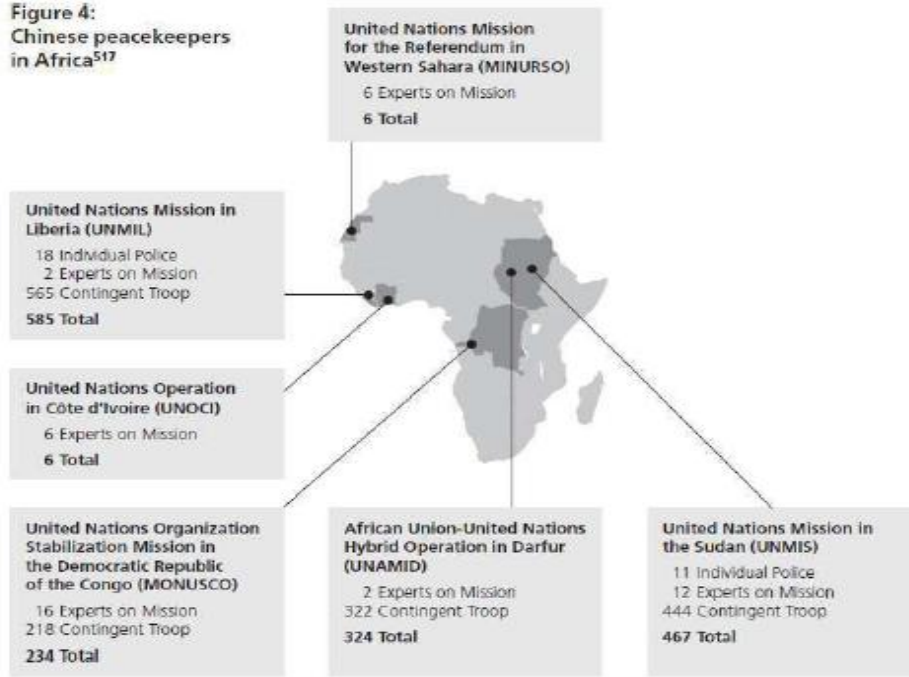 Figure 4:
Chinese peacekeepers
in Africa517
United Nations Mission
for the Referendum in
Western Sahara (MINURSO)
6 Experts on Mission
6 Total
United Nations Mission in
Liberia (UNMIL)
18 Individual Police
2 Experts on Mission
565 Contingent Troop
585 Total
United Nations Operation
in Côte d'Ivoire (UNOCI)
6 Experts on Mission
6 Total
United Nations Organization
Stabilization Mission in
the Democratic Republic
of the Congo (MONUSCO)
16 Experts on Mission
218 Contingent Troop
234 Total
African Union-United Nations
Hybrid Operation in Darfur
(UNAMID)
2 Experts on Mission
322 Contingent Troop
324 Total
United Nations Mission in
the Sudan (UNMIS)
11 Individual Police
12 Experts on Mission
444 Contingent Troop
467 Total